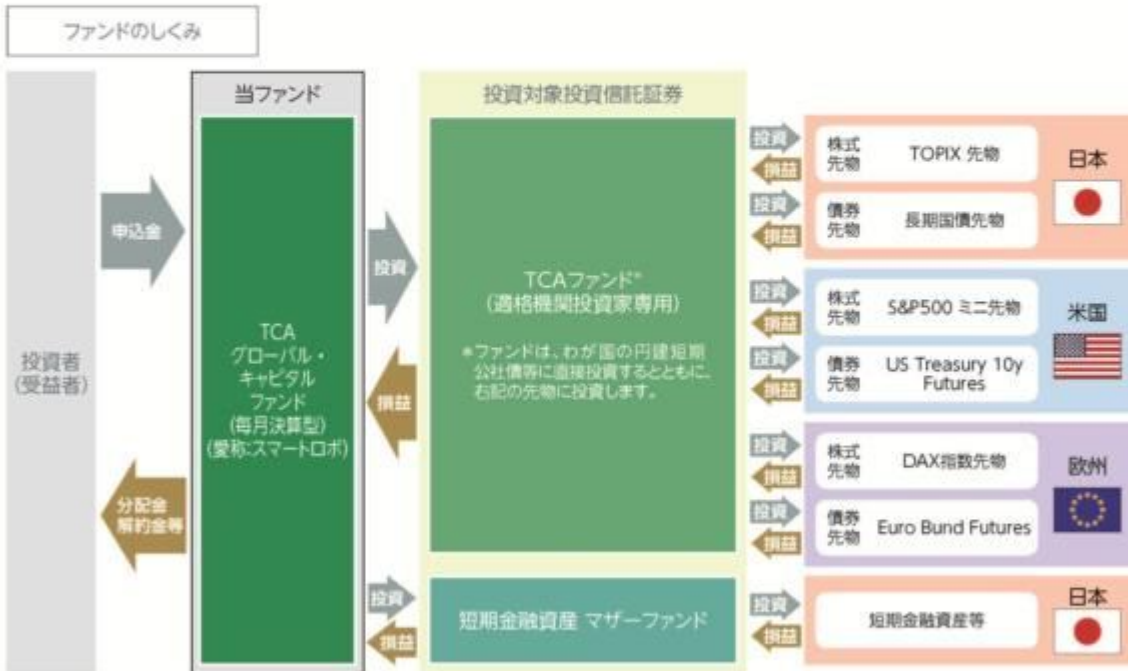 ファンドのしくみ
投資者
(受益者)
申込金
分配金
解約金等
当ファンド
TCA
グローバル・
キャピタル
ファンド
(毎月決算型)
(愛称:スマートロボ)
投資
損益
投資
損益
投資対象投資信託証券
TCAファンド*
(適格機関投資家専用)
*ファンドは、わが国の円建短期
公社債等に直接投資するとともに、
右記の先物に投資します。
短期金融資産 マザーファンド
投資
損益
株式
先物
TOPIX 先物
投資
損益
債券
先物
長期国債先物
日本
投資
損益
株式
先物
S&P500 ミニ先物
投資
損益
債券
先物
US Treasury 10y
Futures
米国
投資
損益
株式
先物
DAX指数先物
投資
損益
債券
先物
Euro Bund Futures
欧州
投資
損益
短期金融資産等
日本